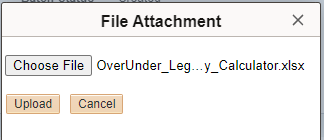 File Attachment
Choose File OverUnder_Leg…y_Calculator.xlsx
Upload Cancel